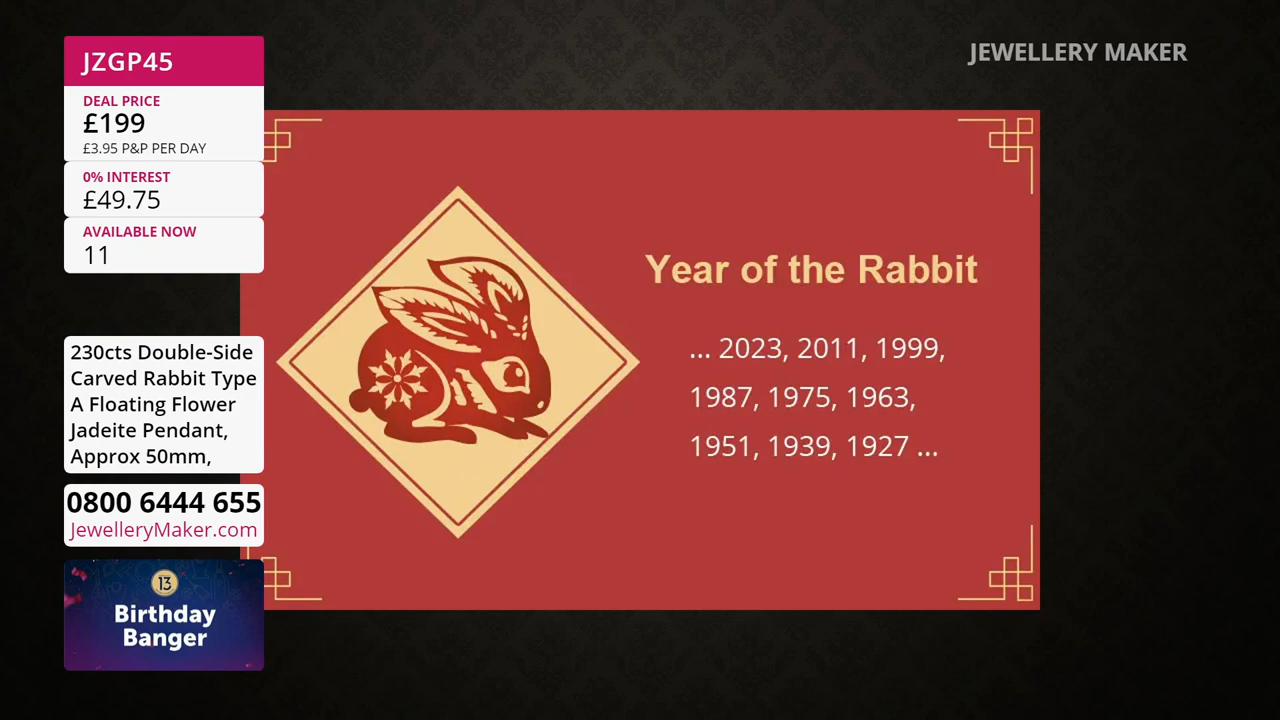 JZGP45
DEAL PRICE
£199
£3.95 P&P PER DAY
0% INTEREST
£49.75
AVAILABLE NOW
11
230cts Double-Side
Carved Rabbit Type
A Floating Flower
Jadeite Pendant,
Approx 50mm,
0800 6444 655
JewelleryMaker.com
13
Birthday
Banger
JEWELLERY MAKER
Year of the Rabbit
... 2023, 2011, 1999,
1987, 1975, 1963,
1951, 1939, 1927 ...